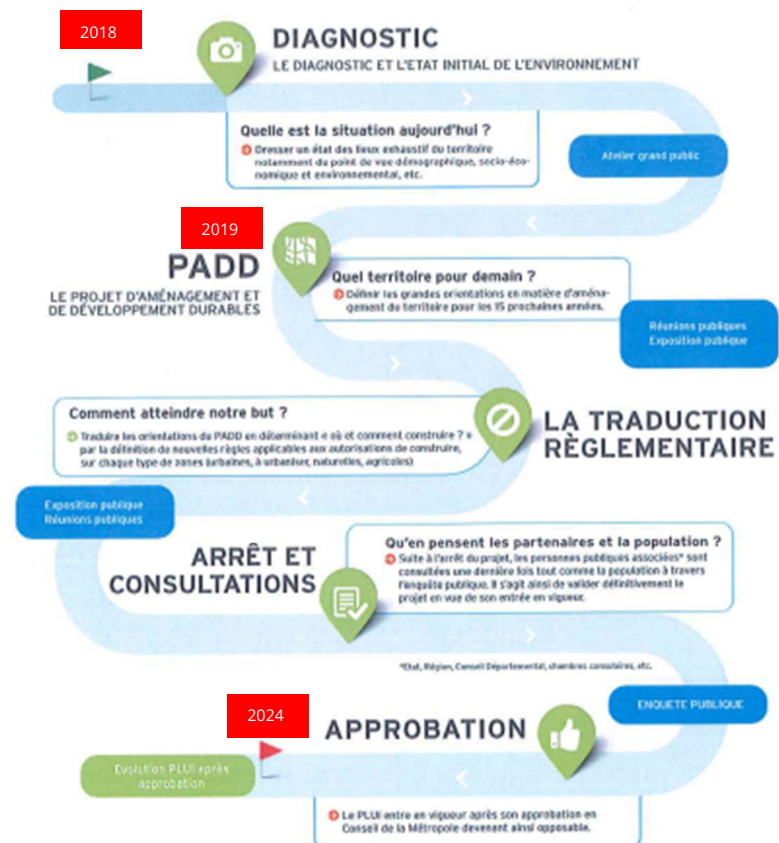 2018
DIAGNOSTIC
LE DIAGNOSTIC ET L'ETAT INITIAL DE L'ENVIRONNEMENT
Quelle est la situation aujourd'hui ?
Dresser un état des lieux exhaustif du territoire
notamment du point de vue démographique, socio-éco-
nomique et environnemental, etc.
Atelier grand public
2019
PADD
LE PROJET D'AMÉNAGEMENT ET
DE DÉVELOPPEMENT DURABLES
Quel territoire pour demain ?
Définir les grandes orientations en matière d'aména-
gement du territoire pour les 15 prochaines années.
Réunions publiques
Exposition publique
Comment atteindre notre but ?
Traduire les orientations du PADD en déterminant « où et comment construire ? »
par la définition de nouvelles règles applicables aux autorisations de construire,
sur chaque type de zones (urbaines, à urbaniser, naturelles, agricoles)
LA TRADUCTION
RÈGLEMENTAIRE
Exposition publique
Réunions publiques
ARRÊT ET
CONSULTATIONS
Qu'en pensent les partenaires et la population ?
Suite à l'arrêt du projet, les personnes publiques associées* sont
consultées une dernière fois tout comme la population à travers
l'enquête publique. Il s'agit ainsi de valider définitivement le
projet en vue de son entrée en vigueur.
*Etat, Région, Conseil Départemental, chambres consulaires, etc.
ENQUETE PUBLIQUE
2024
APPROBATION
Evolution PLUI après
approbation
Le PLUi entre en vigueur après son approbation en
Conseil de la Métropole devenant ainsi opposable.